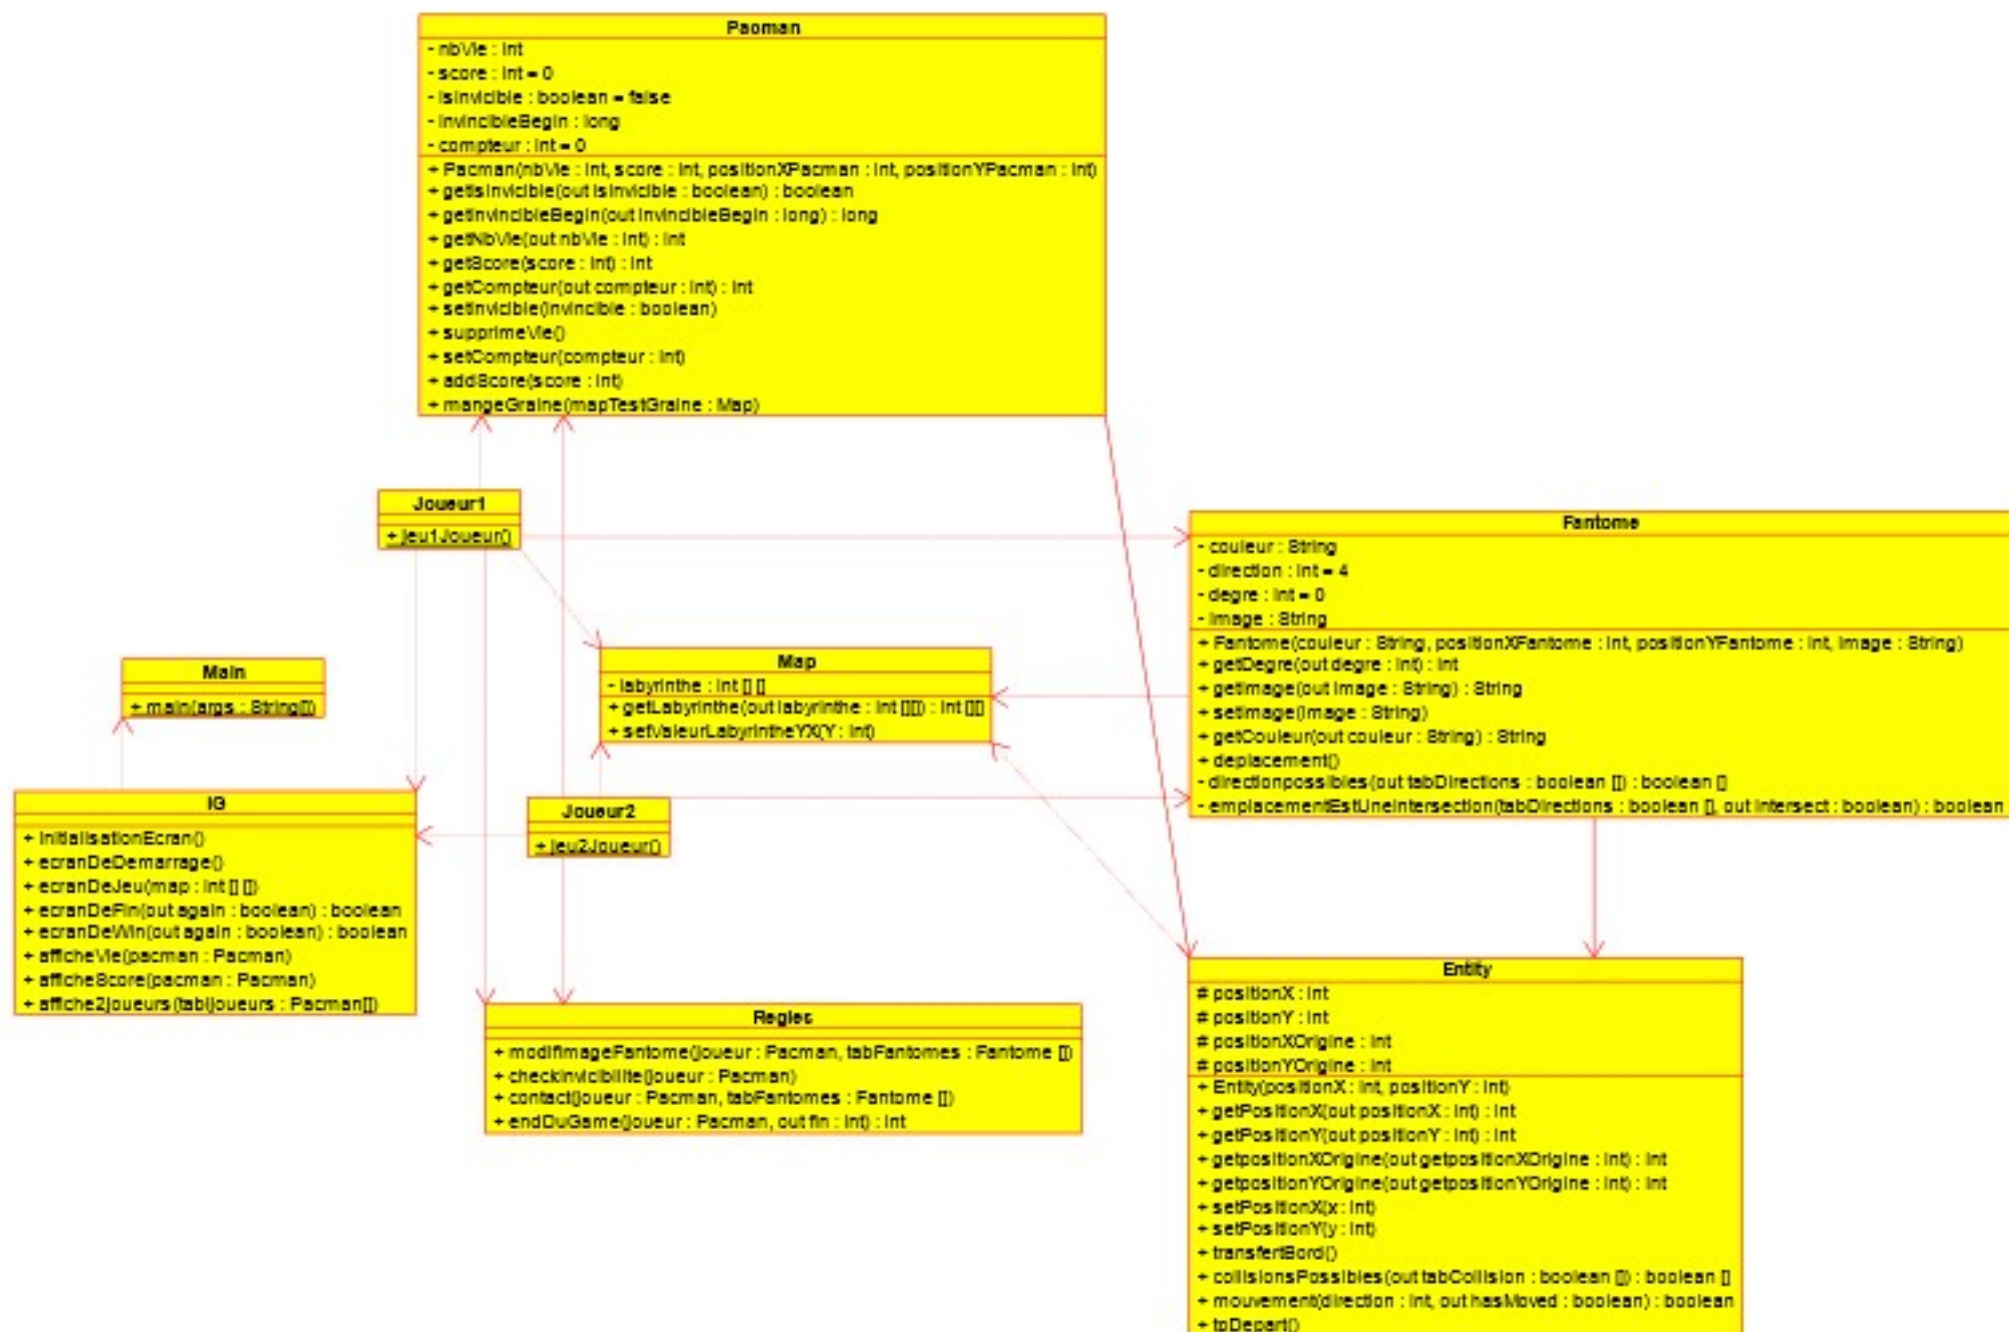 Pacman
- nbVie : int
- score : int = 0
- isInvicible : boolean = false
- invincibleBegin : long
- compteur : int = 0
+ Pacman(nbVie : int, score : int, positionXPacman : int, positionYPacman : int)
+ getIsInvicible(out isInvicible : boolean) : boolean
+ getInvincibleBegin(out invincibleBegin : long) : long
+ getNbVie(out nbVie : int) : int
+ getScore(score : int) : int
+ getCompteur(out compteur : int) : int
+ setInvicible(invincible : boolean)
+ supprimeVie()
+ setCompteur(compteur : int)
+ addScore(score : int)
+ mangeGraine(mapTestGraine : Map)
Joueur1
+ jeu1Joueur()
Fantome
- couleur : String
- direction : int = 4
- degre : int = 0
- image : String
+ Fantome(couleur : String, positionXFantome : int, positionYFantome : int, image : String)
+ getDegre(out degre : int) : int
+ getImage(out image : String) : String
+ setImage(image : String)
+ getCouleur(out couleur : String) : String
+ deplacement()
- directionpossibles(out tabDirections : boolean []) : boolean []
- emplacementEstUneIntersection(tabDirections : boolean [], out intersect : boolean) : boolean
Map
- labyrinthe : int [] []
+ getLabyrinthe(out labyrinthe : int [][]) : int [][]
+ setValeurLabyrintheYX(Y : int)
Main
+ main(args : String[])
Joueur2
+ jeu2Joueur()
IG
+ initialisationEcran()
+ ecranDeDemarrage()
+ ecranDeJeu(map : int [] [])
+ ecranDeFin(out again : boolean) : boolean
+ ecranDeWin(out again : boolean) : boolean
+ afficheVie(pacman : Pacman)
+ afficheScore(pacman : Pacman)
+ affiche2joueurs(tabjoueurs : Pacman[])
Regles
+ modifImageFantome(joueur : Pacman, tabFantomes : Fantome [])
+ checkInvicibilite(joueur : Pacman)
+ contact(joueur : Pacman, tabFantomes : Fantome [])
+ endDuGame(joueur : Pacman, out fin : int) : int
Entity
# positionX : int
# positionY : int
# positionXOrigine : int
# positionYOrigine : int
+ Entity(positionX : int, positionY : int)
+ getPositionX(out positionX : int) : int
+ getPositionY(out positionY : int) : int
+ getpositionXOrigine(out getpositionXOrigine : int) : int
+ getpositionYOrigine(out getpositionYOrigine : int) : int
+ setPositionX(x : int)
+ setPositionY(y : int)
+ transfertBord()
+ collisionsPossibles(out tabCollision : boolean []) : boolean []
+ mouvement(direction : int, out hasMoved : boolean) : boolean
+ tpDepart()